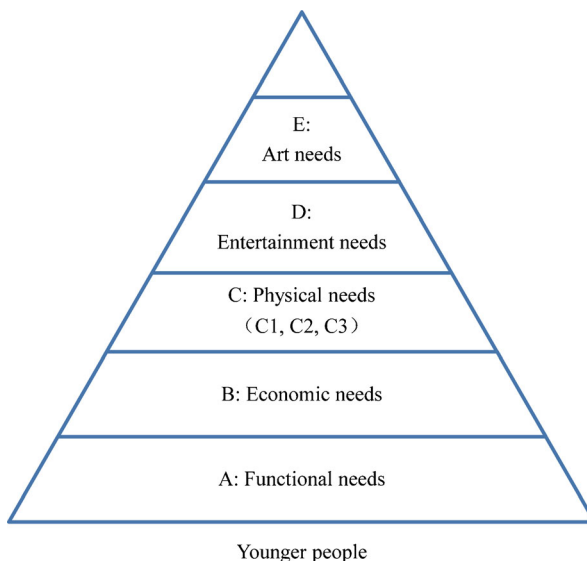 E:
Art needs
D:
Entertainment needs
C: Physical needs
（C1, C2, C3）
B: Economic needs
A: Functional needs
Younger people